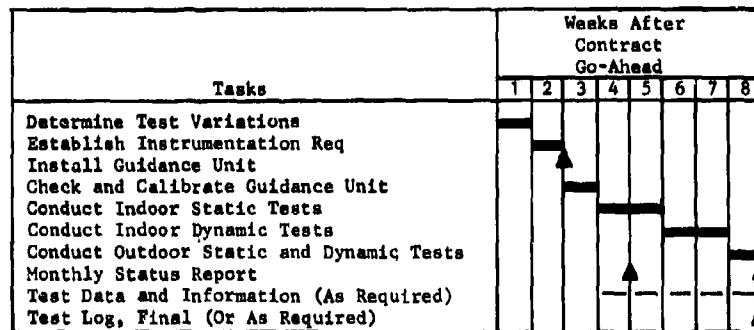 Weeks After
Contract
Go-Ahead
Tasks
1 2 3 4 5 6 7 8
Determine Test Variations
Establish Instrumentation Req
Install Guidance Unit
Check and Calibrate Guidance Unit
Conduct Indoor Static Tests
Conduct Indoor Dynamic Tests
Conduct Outdoor Static and Dynamic Tests
Monthly Status Report
Test Data and Information (As Required)
Test Log, Final (Or As Required)